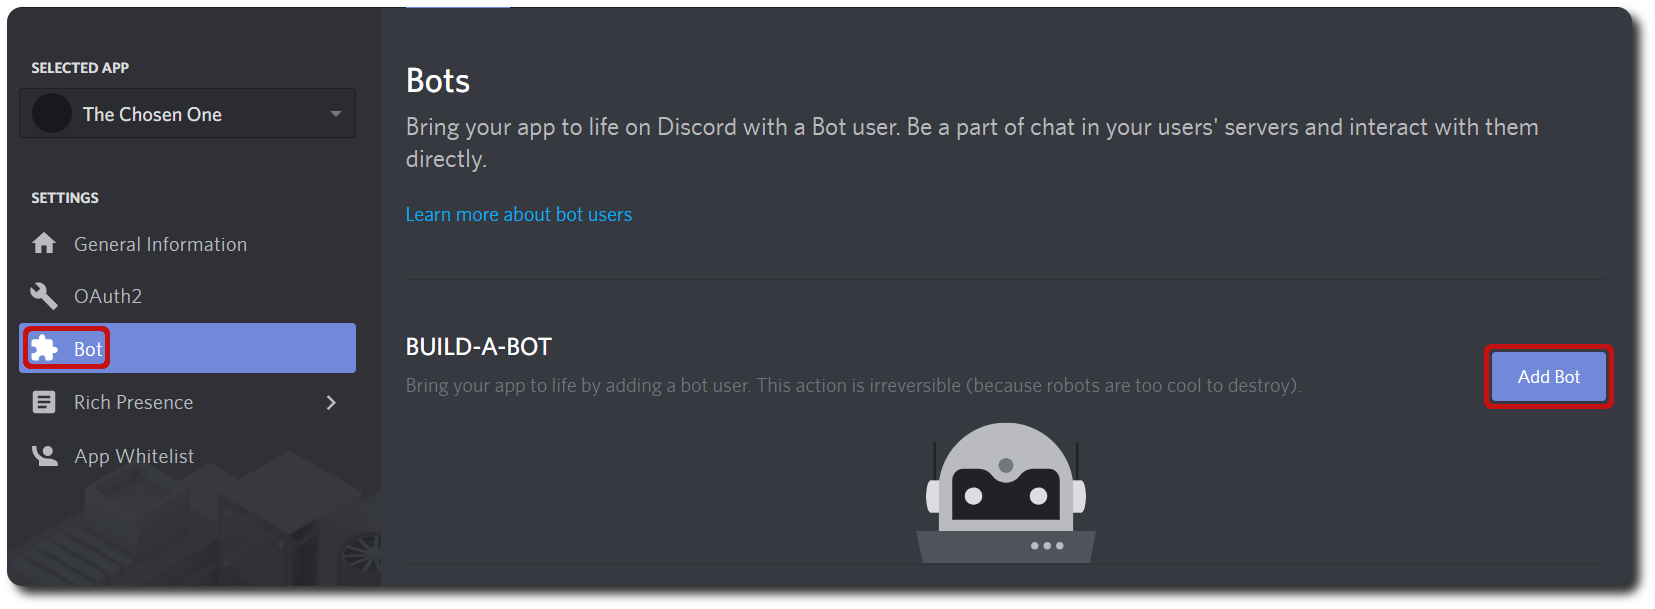 SELECTED APP
The Chosen One
SETTINGS
General Information
OAuth2
Bot
Rich Presence
App Whitelist
Bots
Bring your app to life on Discord with a Bot user. Be a part of chat in your users' servers and interact with them
directly.
Learn more about bot users
BUILD-A-BOT
Bring your app to life by adding a bot user. This action is irreversible (because robots are too cool to destroy).
Add Bot